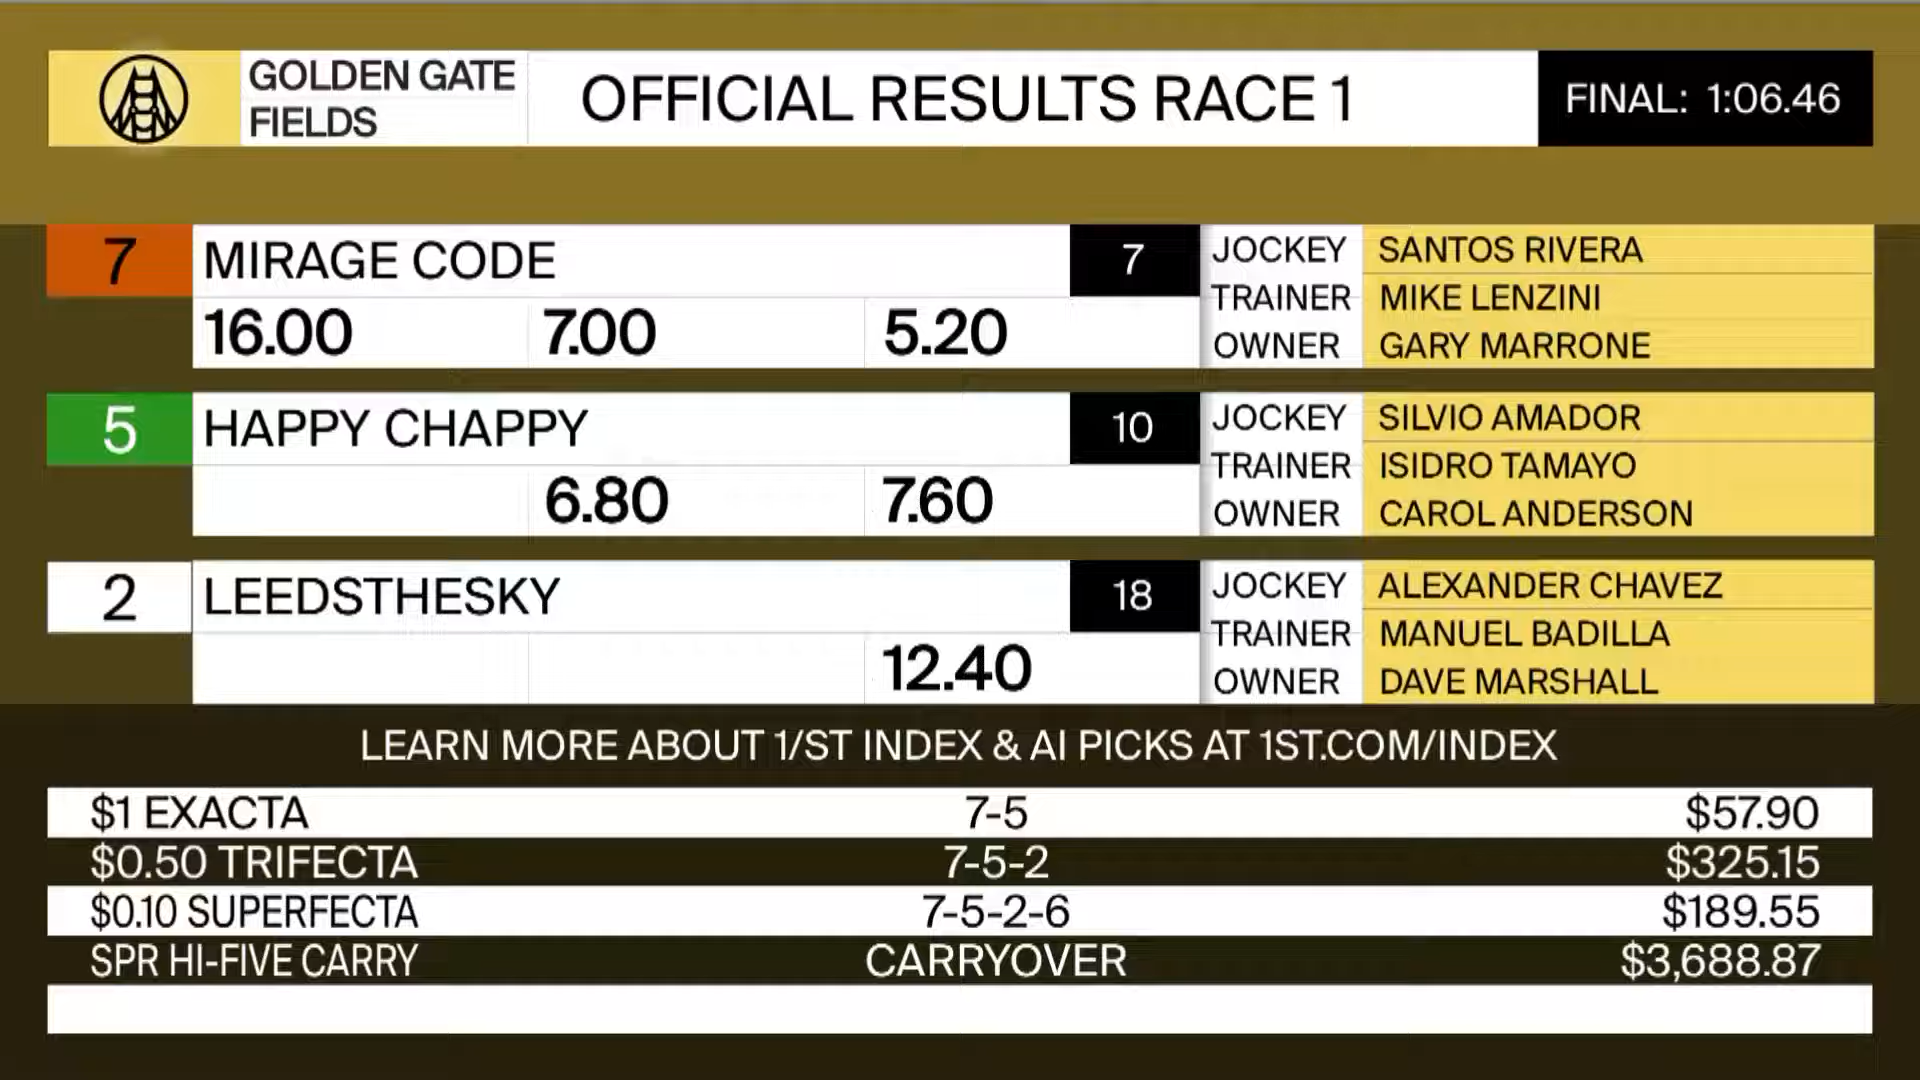 GOLDEN GATE
FIELDS
OFFICIAL RESULTS RACE 1
FINAL: 1:06.46
7
MIRAGE CODE
7
16.00 7.00 5.20
JOCKEY SANTOS RIVERA
TRAINER MIKE LENZINI
OWNER GARY MARRONE
5
HAPPY CHAPPY
10
6.80 7.60
JOCKEY SILVIO AMADOR
TRAINER ISIDRO TAMAYO
OWNER CAROL ANDERSON
2
LEEDSTHESKY
18
12.40
JOCKEY ALEXANDER CHAVEZ
TRAINER MANUEL BADILLA
OWNER DAVE MARSHALL
LEARN MORE ABOUT 1/ST INDEX & AI PICKS AT 1ST.COM/INDEX
$1 EXACTA 7-5 $57.90
$0.50 TRIFECTA 7-5-2 $325.15
$0.10 SUPERFECTA 7-5-2-6 $189.55
SPR HI-FIVE CARRY CARRYOVER $3,688.87